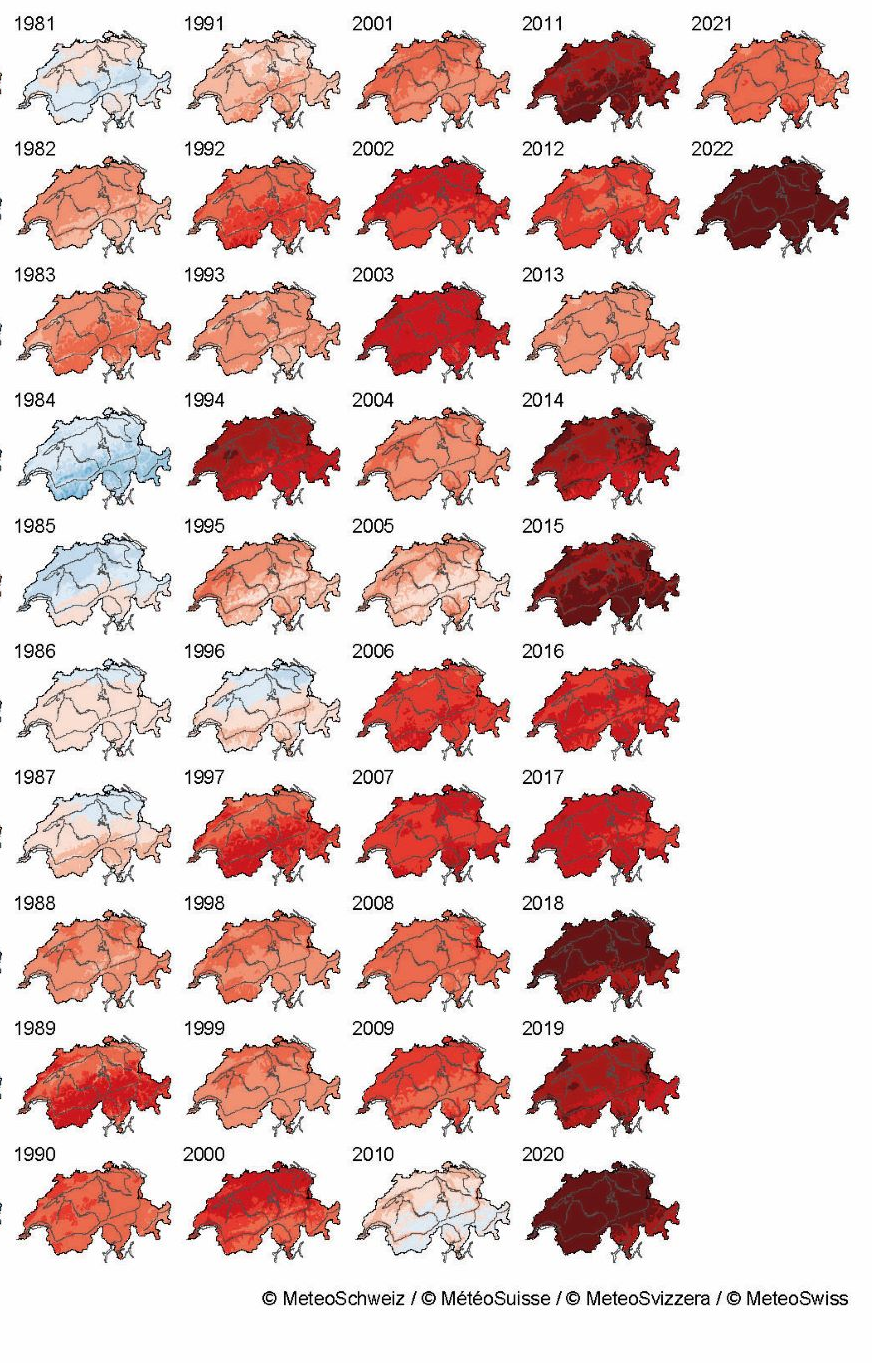 1981 1991 2001 2011 2021
1982 1992 2002 2012 2022
1983 1993 2003 2013
1984 1994 2004 2014
1985 1995 2005 2015
1986 1996 2006 2016
1987 1997 2007 2017
1988 1998 2008 2018
1989 1999 2009 2019
1990 2000 2010 2020
© MeteoSchweiz / © MétéoSuisse / © MeteoSvizzera / © MeteoSwiss